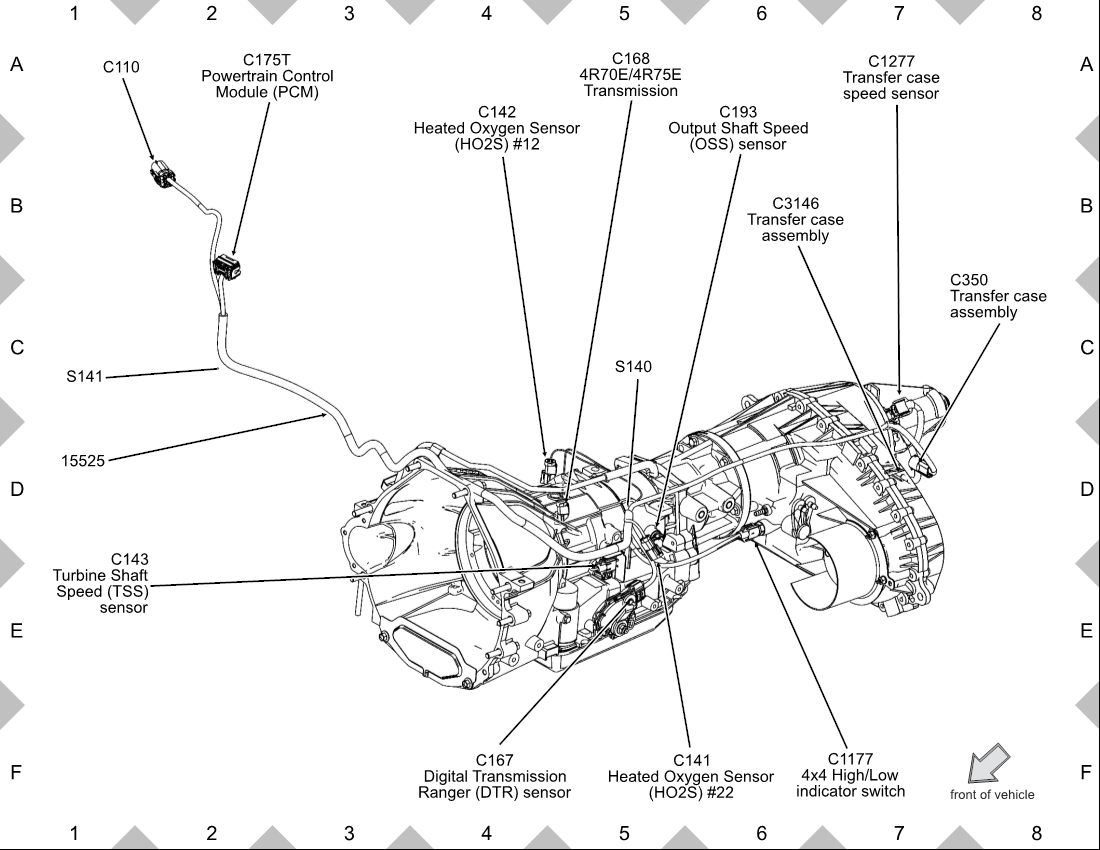 1 2 3 4 5 6 7 8
A A
C110
C175T
Powertrain Control
Module (PCM)
C168
4R70E/4R75E
Transmission
C1277
Transfer case
speed sensor
C142
Heated Oxygen Sensor
(HO2S) #12
C193
Output Shaft Speed
(OSS) sensor
B B
C3146
Transfer case
assembly
C350
Transfer case
assembly
C C
S141
S140
15525
D D
C143
Turbine Shaft
Speed (TSS)
sensor
E E
C167
Digital Transmission
Ranger (DTR) sensor
C141
Heated Oxygen Sensor
(HO2S) #22
C1177
4x4 High/Low
indicator switch
F F
front of vehicle
1 2 3 4 5 6 7 8